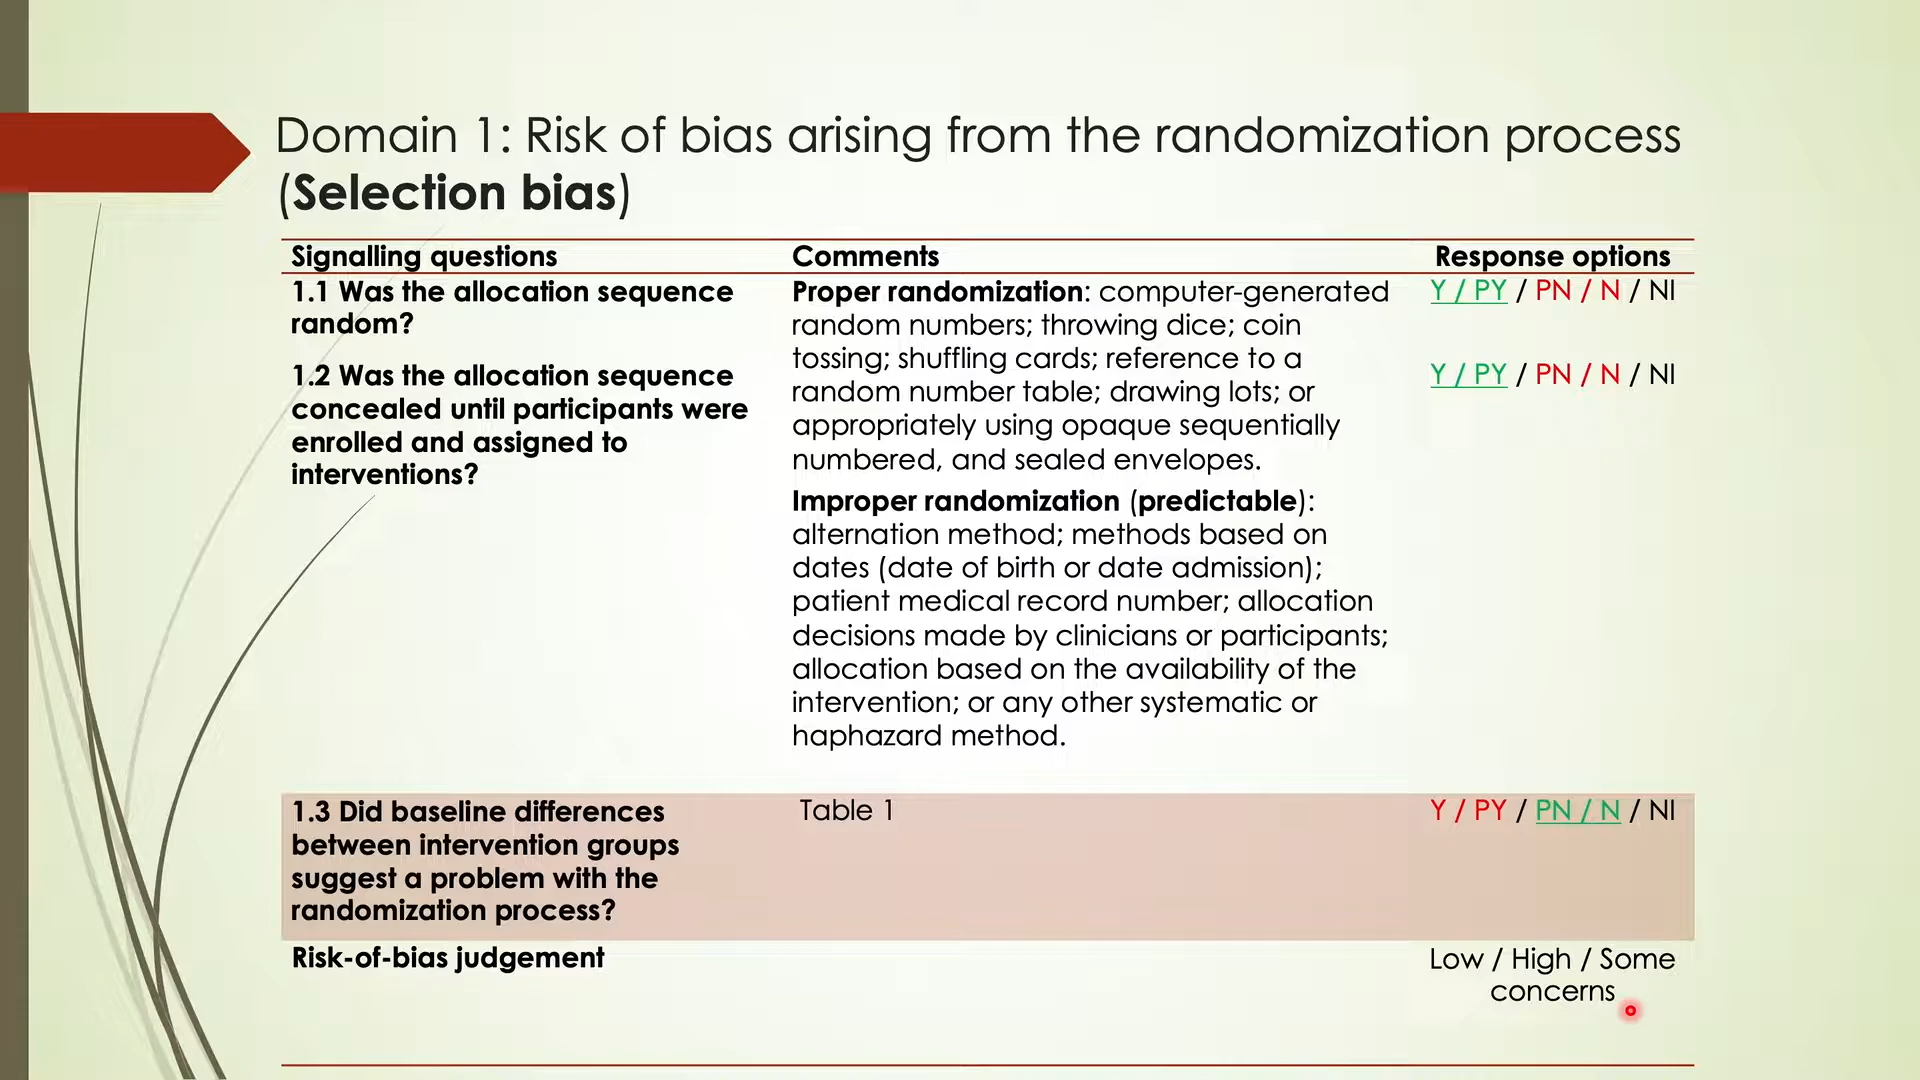 Domain 1: Risk of bias arising from the randomization process
(Selection bias)
Signalling questions
Comments
Response options
1.1 Was the allocation sequence
random?
1.2 Was the allocation sequence
concealed until participants were
enrolled and assigned to
interventions?
Proper randomization: computer-generated
random numbers; throwing dice; coin
tossing; shuffling cards; reference to a
random number table; drawing lots; or
appropriately using opaque sequentially
numbered, and sealed envelopes.
Improper randomization (predictable):
alternation method; methods based on
dates (date of birth or date admission);
patient medical record number; allocation
decisions made by clinicians or participants;
allocation based on the availability of the
intervention; or any other systematic or
haphazard method.
Y / PY / PN / N / NI
Y / PY / PN / N / NI
1.3 Did baseline differences
between intervention groups
suggest a problem with the
randomization process?
Table 1
Y / PY / PN / N / NI
Risk-of-bias judgement
Low / High / Some
concerns